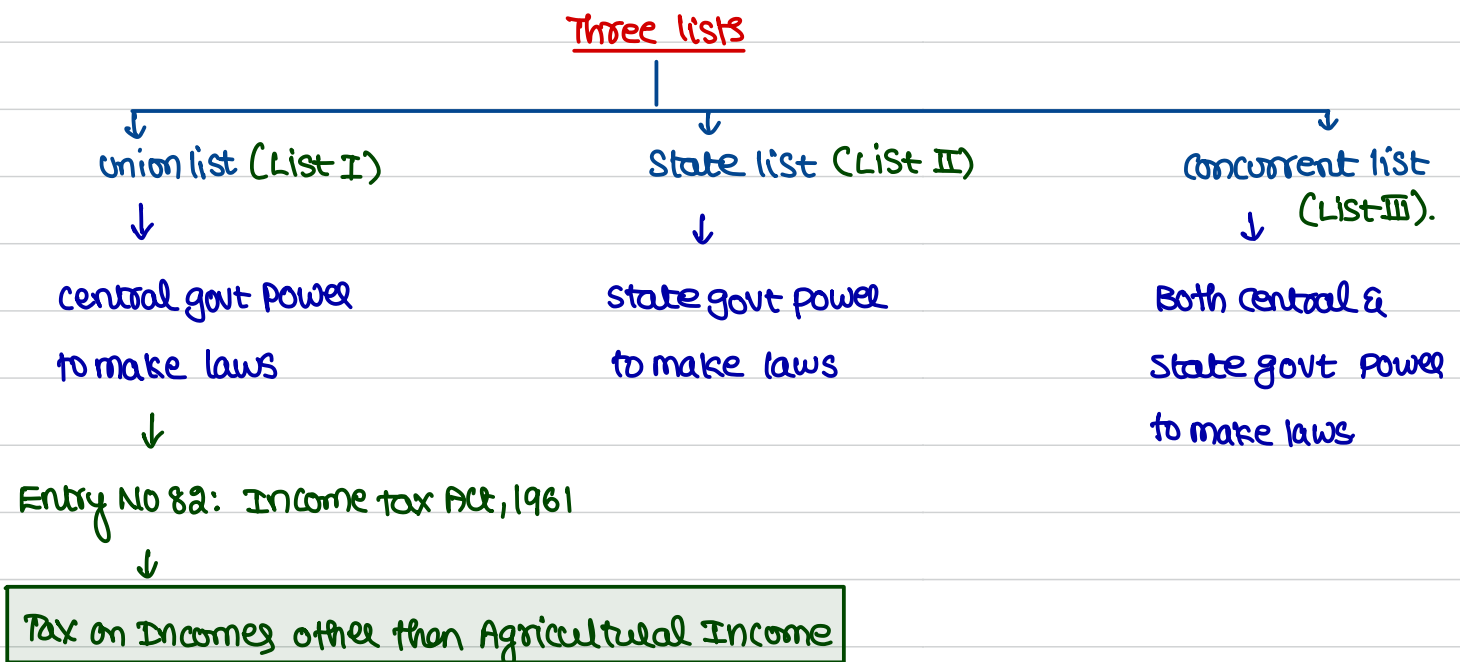 Three lists
Union list (List I)
State list (List II)
Concurrent list
(List III).
Central govt power
to make laws
State govt power
to make laws
Both Central &
State govt power
to make laws
Entry No 82: Income tax Act, 1961
Tax on Incomes other than Agricultural Income